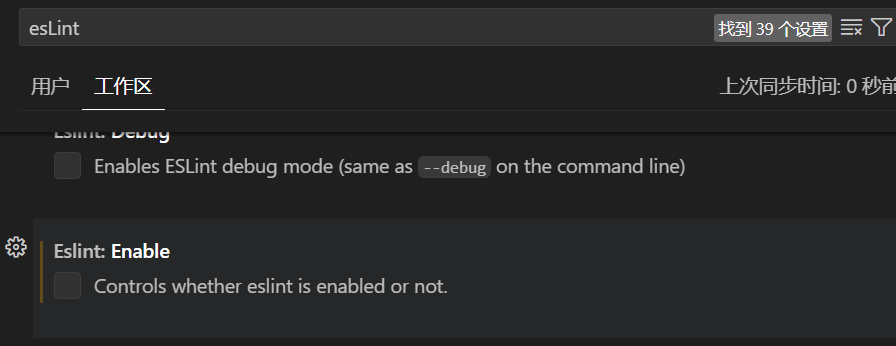 esLint
找到 39 个设置
用户
工作区
上次同步时间: 0 秒前
Eslint: Debug
Enables ESLint debug mode (same as --debug on the command line)
Eslint: Enable
Controls whether eslint is enabled or not.